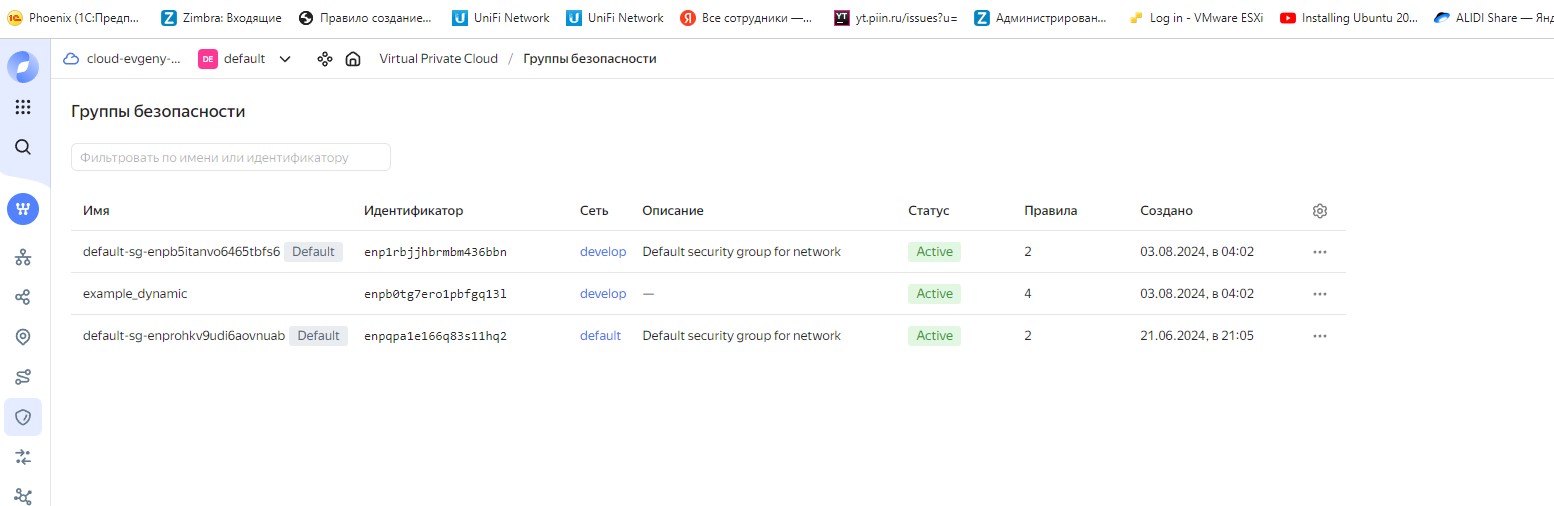 Phoenix (1С:Предп... Zimbra: Входящие Правило создание... UniFi Network UniFi Network Все сотрудники —... yt.piin.ru/issues?u= Администрирован... Log in - VMware ESXi Installing Ubuntu 20... ALIDI Share — Янд
cloud-evgeny-... DE default Virtual Private Cloud / Группы безопасности
Группы безопасности
Фильтровать по имени или идентификатору
Имя Идентификатор Сеть Описание Статус Правила Создано
default-sg-enpb5itanvo6465tbfs6 Default enp1rbjjhbrmbm436bbn develop Default security group for network Active 2 03.08.2024, в 04:02 ···
example_dynamic enpb0tg7ero1pbfgq13l develop — Active 4 03.08.2024, в 04:02 ···
default-sg-enprohkv9udi6aovnuab Default enpqpa1e166q83s11hq2 default Default security group for network Active 2 21.06.2024, в 21:05 ···